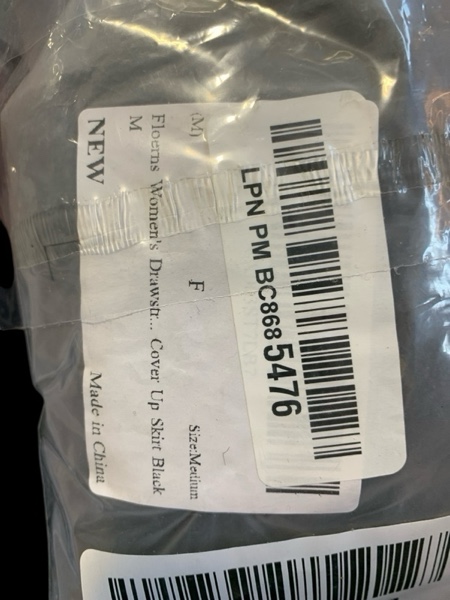 LPN PM BC8685476
(M) F Size:Medium
Floerns Women's Drawstr... Cover Up Skirt Black
M
NEW Made in China